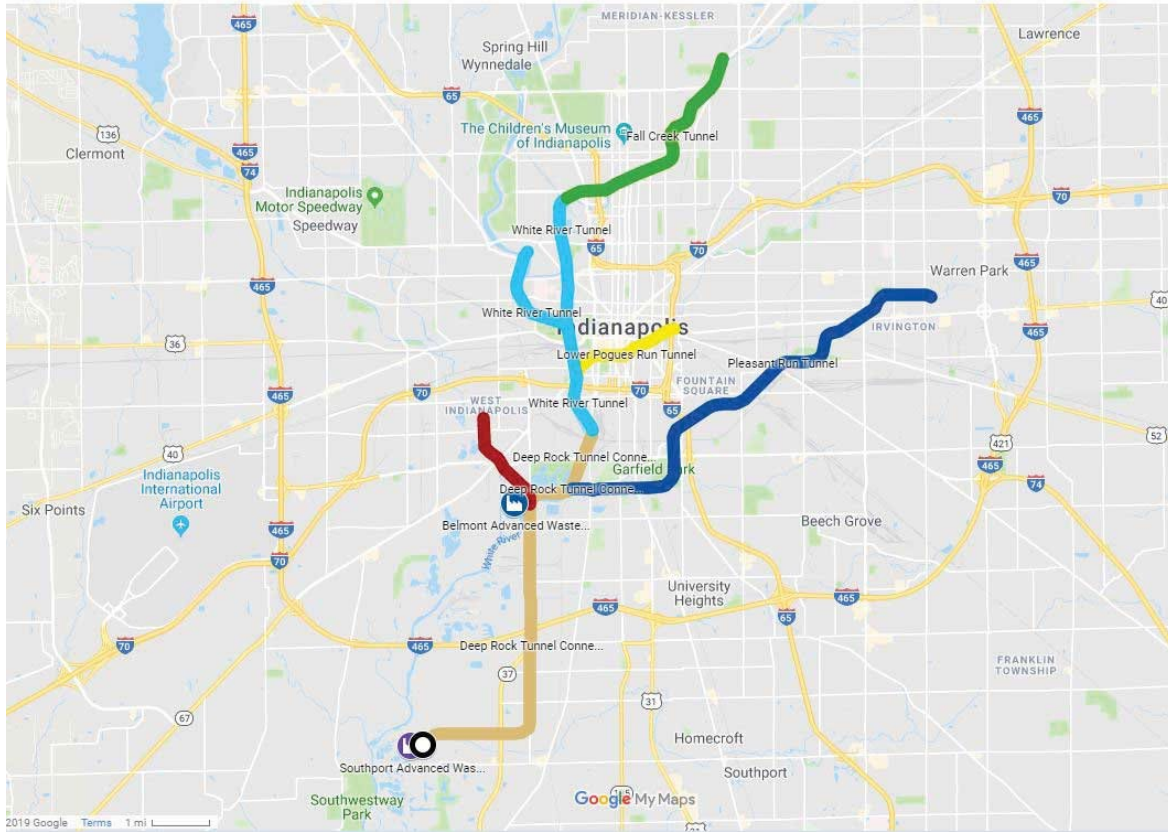 MERIDIAN-KESSLER
465
Lawrence
Spring Hill
Wynnedale
65
465
136
The Children's Museum
of Indianapolis
Fall Creek Tunnel
Clermont
465
74
Indianapolis
Motor Speedway
Speedway
70
White River Tunnel
65
70
Warren Park
465
40
White River Tunnel
Indianapolis
IRVINGTON
465
36
Lower Pogues Run Tunnel
Pleasant Run Tunnel
FOUNTAIN
SQUARE
70
70
465
WEST
INDIANAPOLIS
White River Tunnel
65
52
421
40
Deep Rock Tunnel Conne...
Garfield Park
465
Indianapolis
International
Airport
Deep Rock Tunnel Conne...
74
Six Points
Belmont Advanced Waste...
Beech Grove
465
White River
70
University
Heights
465
465
65
70
465
Deep Rock Tunnel Conne...
FRANKLIN
TOWNSHIP
37
31
67
Homecroft
Southport Advanced Was...
Southport
Southwestway
Park
Google My Maps
31
2019 Google Terms 1 mi